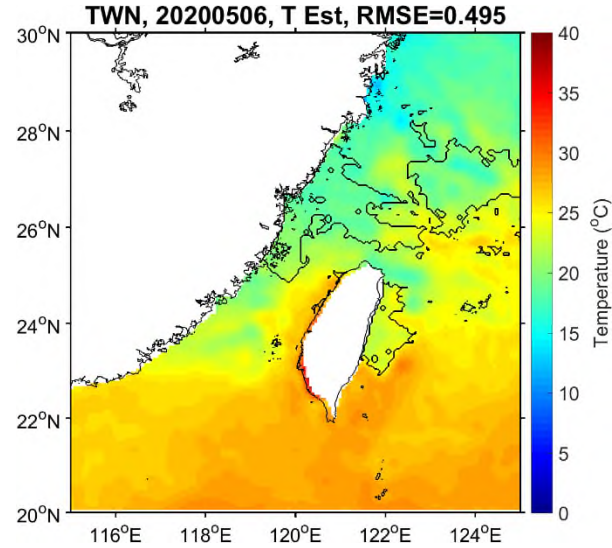 TWN, 20200506, T Est, RMSE=0.495
30°N
28°N
26°N
24°N
22°N
20°N
116°E
118°E
120°E
122°E
124°E
40
35
30
25
20
15
10
5
0
Temperature (°C)